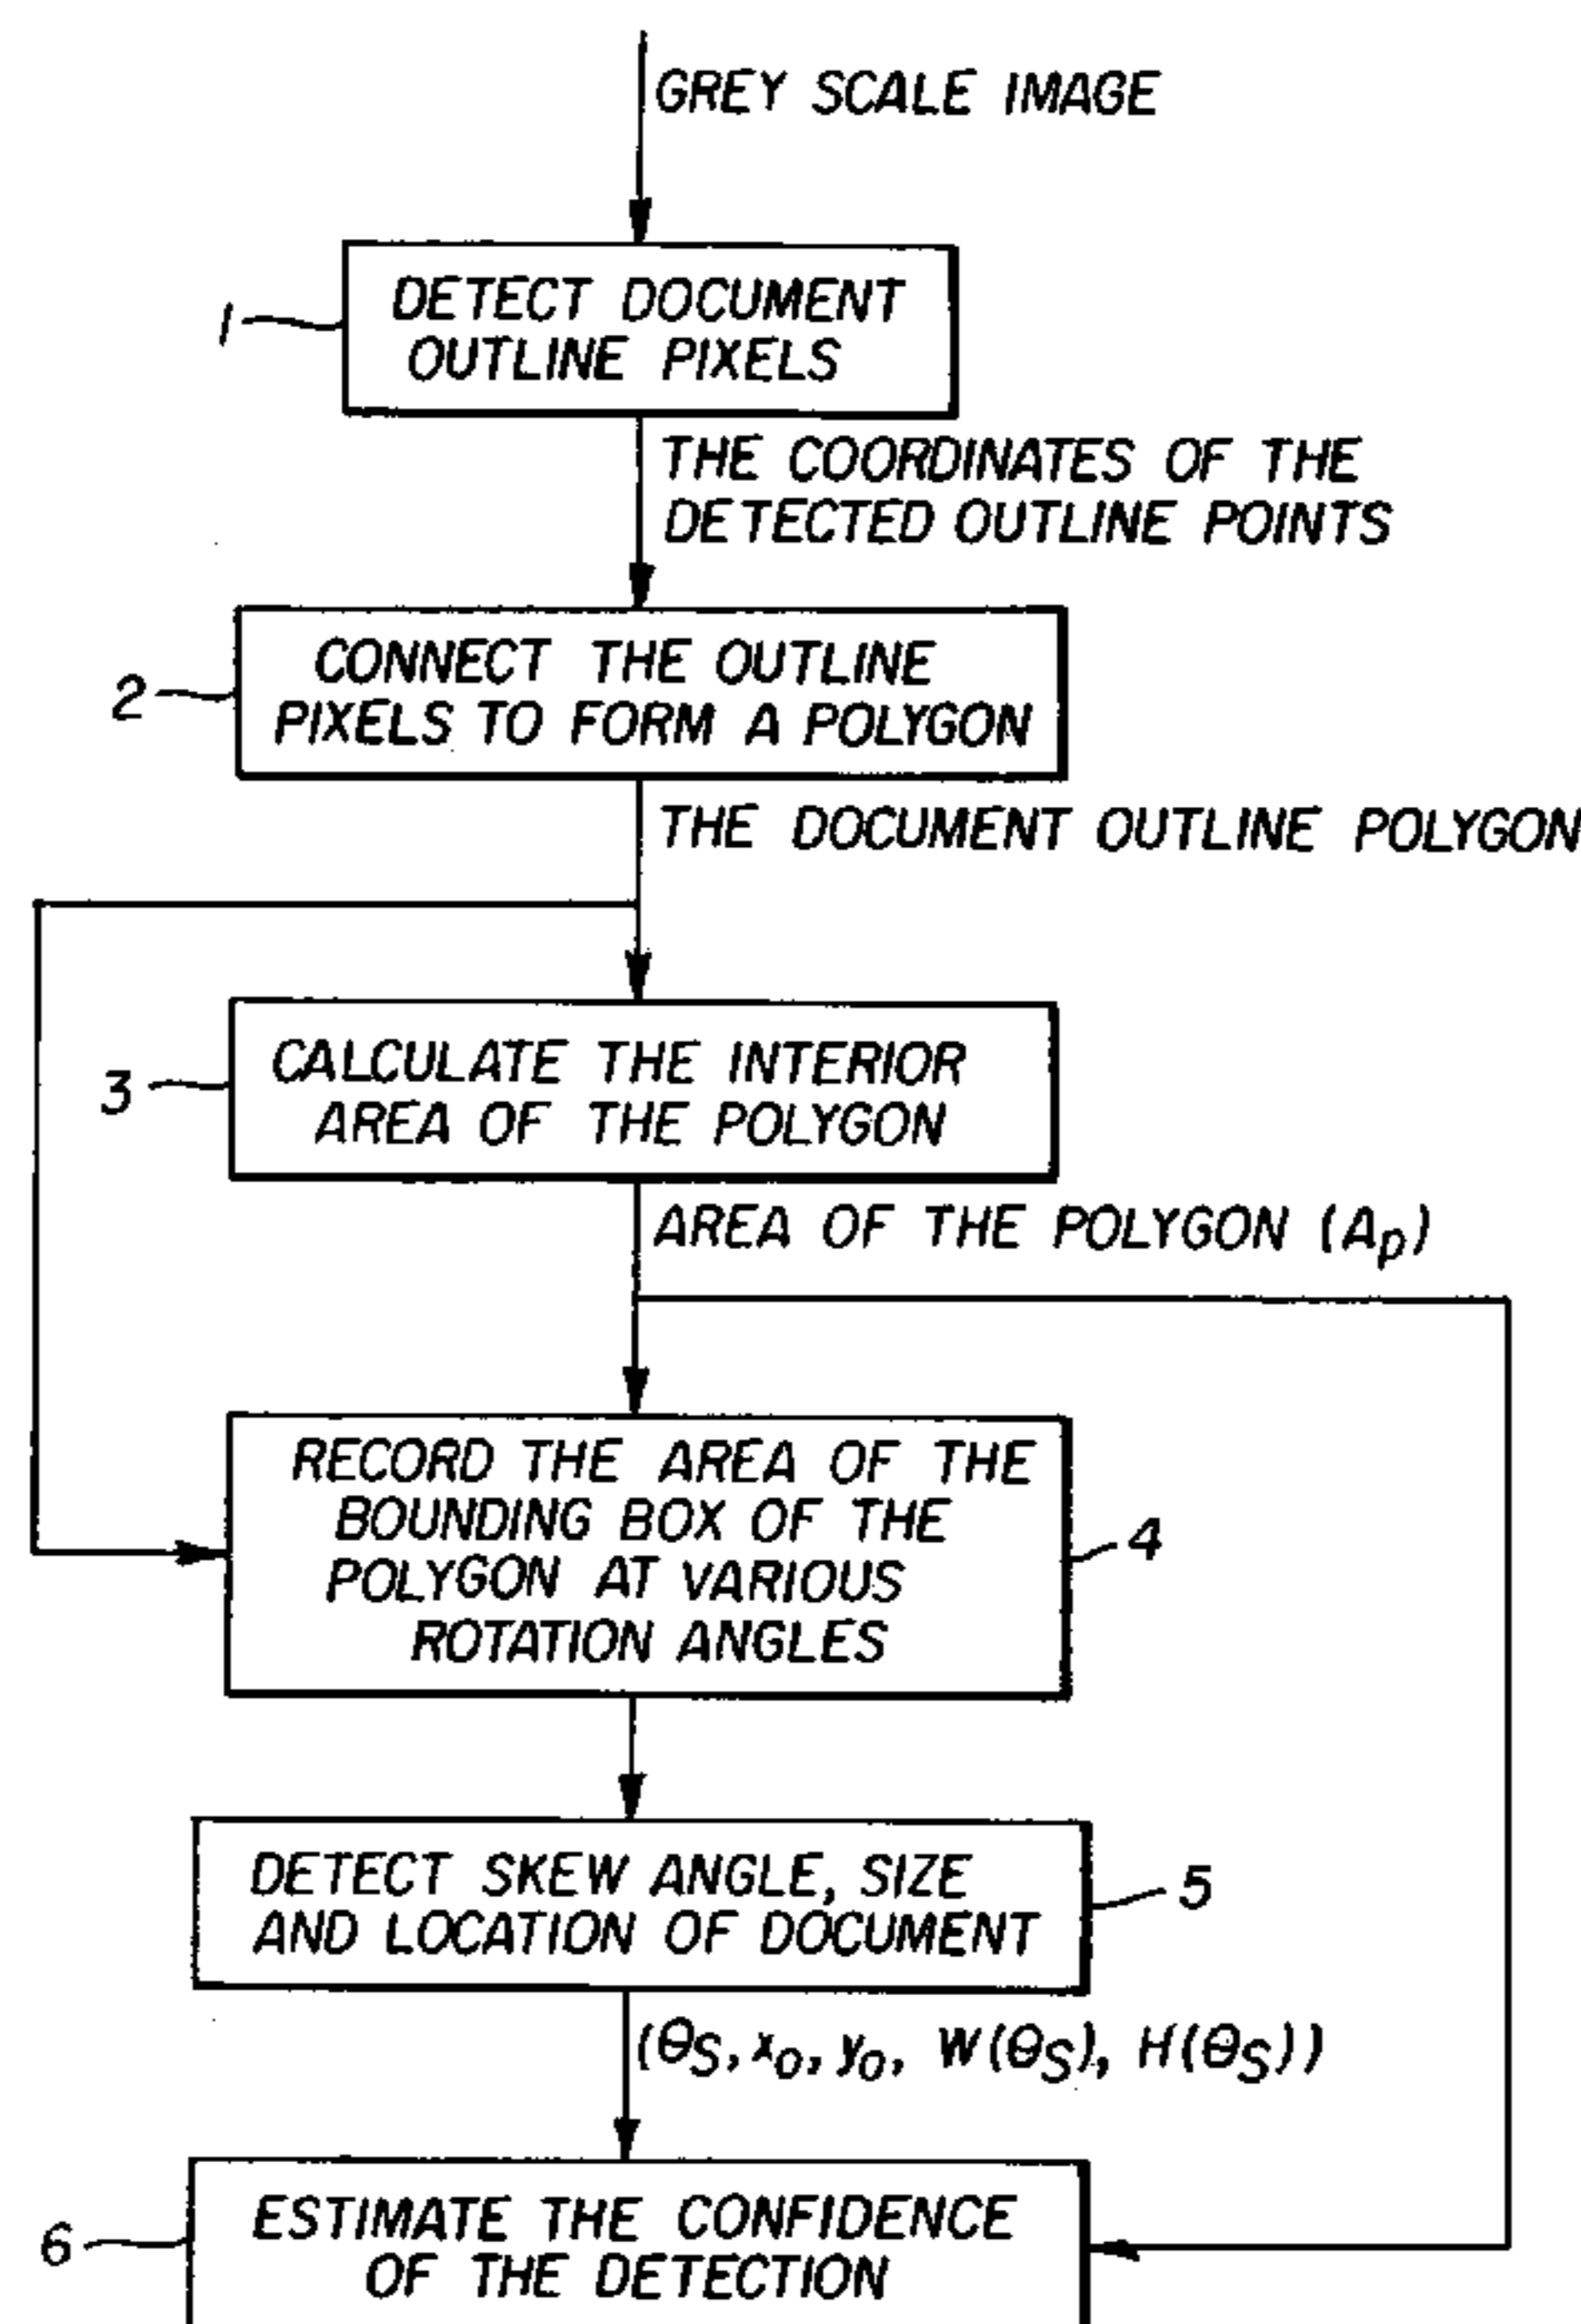 GREY SCALE IMAGE
1
DETECT DOCUMENT
OUTLINE PIXELS
THE COORDINATES OF THE
DETECTED OUTLINE POINTS
2
CONNECT THE OUTLINE
PIXELS TO FORM A POLYGON
THE DOCUMENT OUTLINE POLYGON
3
CALCULATE THE INTERIOR
AREA OF THE POLYGON
AREA OF THE POLYGON (Ap)
RECORD THE AREA OF THE
BOUNDING BOX OF THE
POLYGON AT VARIOUS
ROTATION ANGLES
4
DETECT SKEW ANGLE, SIZE
AND LOCATION OF DOCUMENT
5
(θS, xo, yo, W(θS), H(θS))
6
ESTIMATE THE CONFIDENCE
OF THE DETECTION